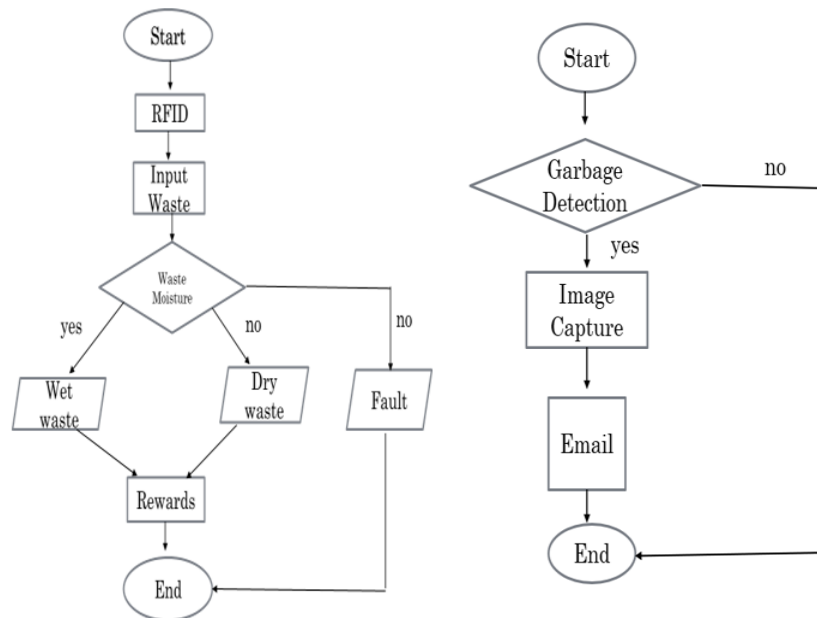 Start
RFID
Input
Waste
Waste
Moisture
yes
no
no
Wet
waste
Dry
waste
Fault
Rewards
End
Start
Garbage
Detection
no
yes
Image
Capture
Email
End